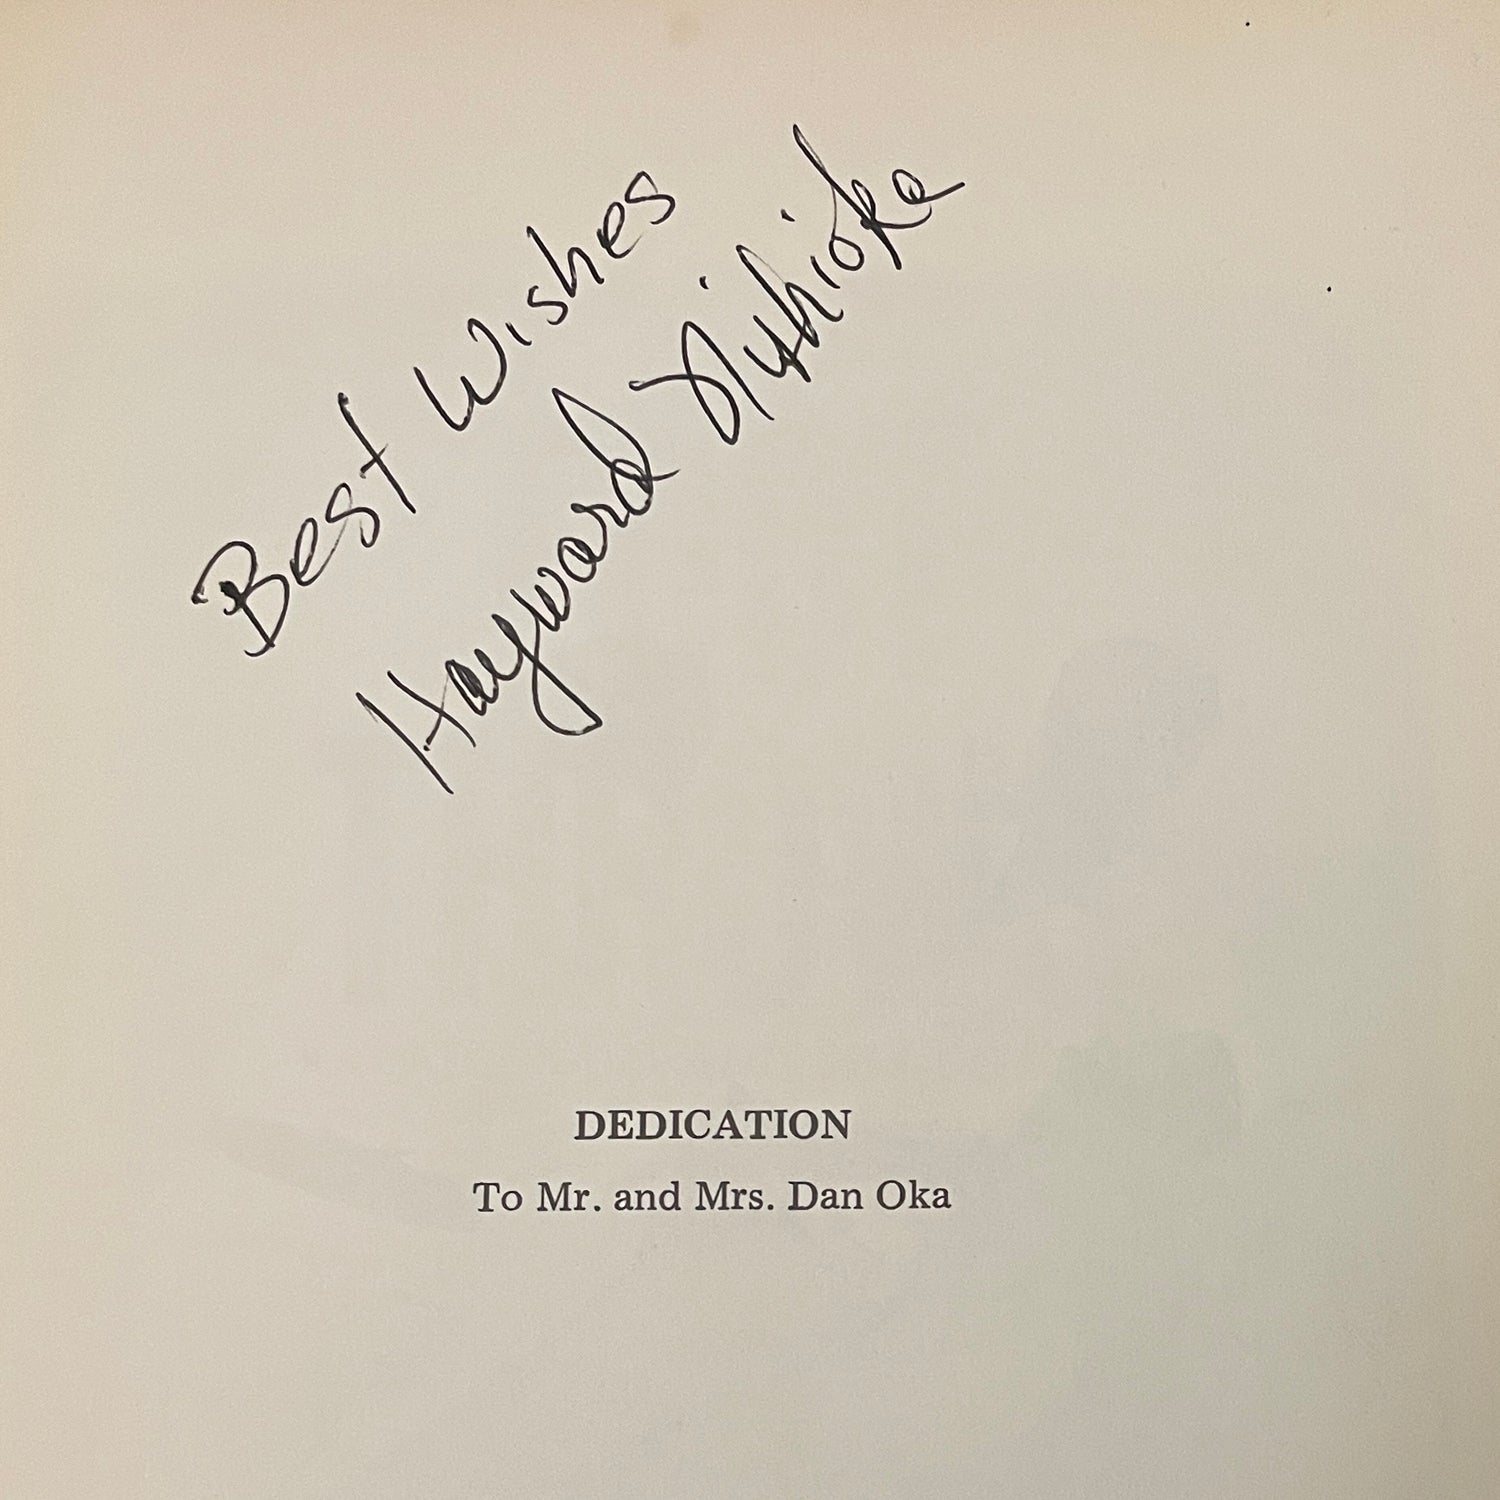 Best Wishes
Hayward Nishioka
DEDICATION
To Mr. and Mrs. Dan Oka